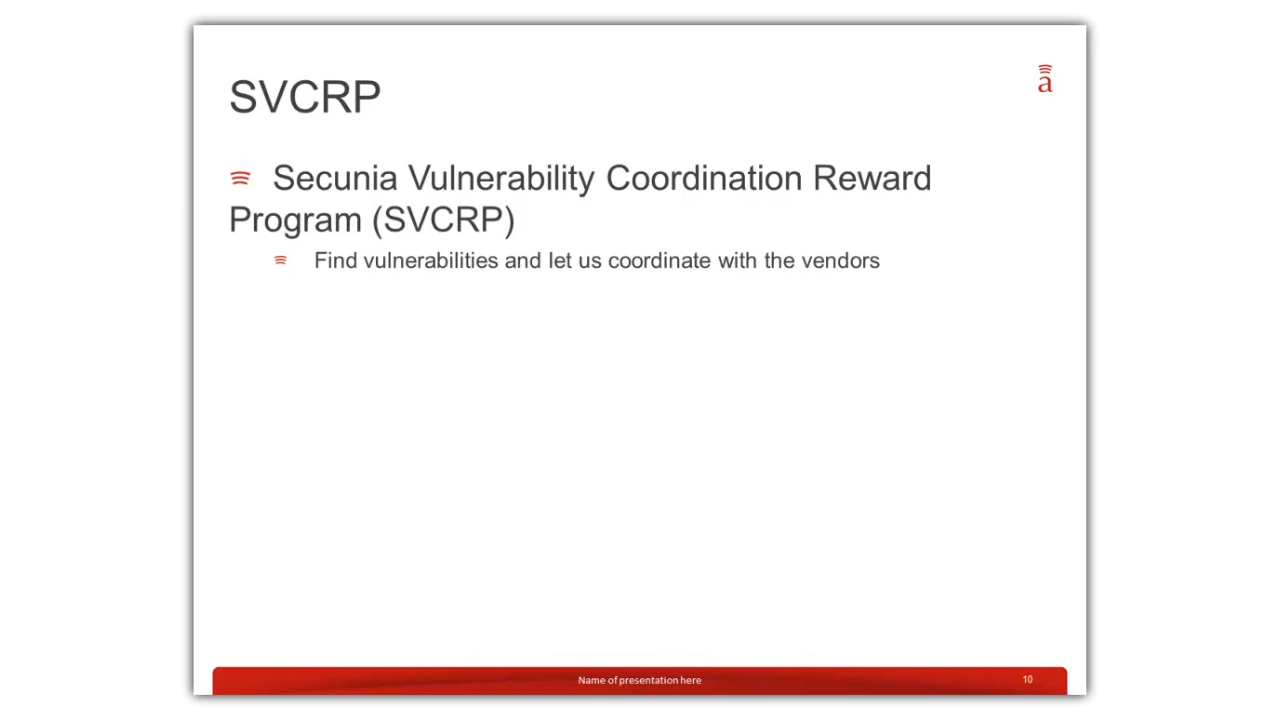 SVCRP
a
Secunia Vulnerability Coordination Reward
Program (SVCRP)
Find vulnerabilities and let us coordinate with the vendors
Name of presentation here
10